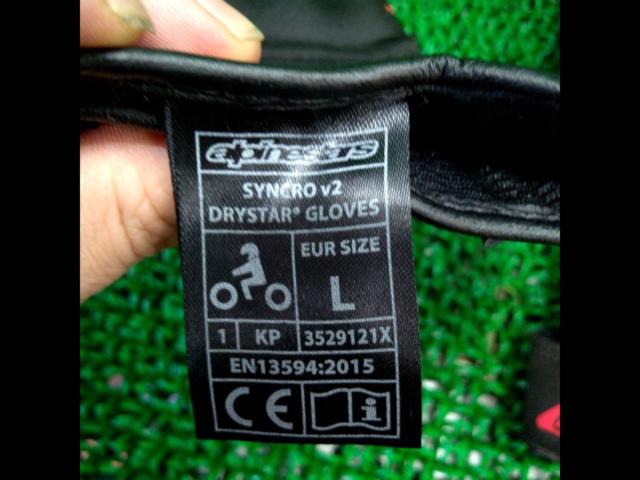 alpinestars
SYNCRO v2
DRYSTAR® GLOVES
EUR SIZE
L
1 KP 3529121X
EN13594:2015
CE i